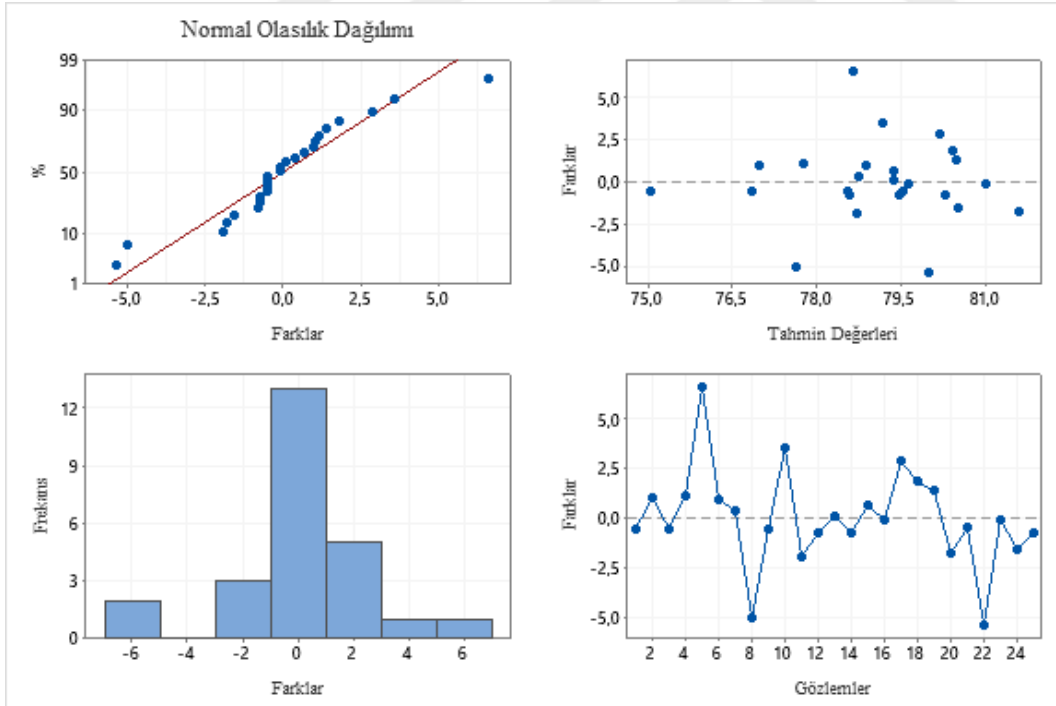 Normal Olasılık Dağılımı
99
90
50
10
1
%
-5,0 -2,5 0,0 2,5 5,0
Farklar
5,0
2,5
0,0
-2,5
-5,0
Farklar
75,0 76,5 78,0 79,5 81,0
Tahmin Değerleri
12
9
6
3
0
Frekans
-6 -4 -2 0 2 4 6
Farklar
5,0
2,5
0,0
-2,5
-5,0
Farklar
2 4 6 8 10 12 14 16 18 20 22 24
Gözlemler